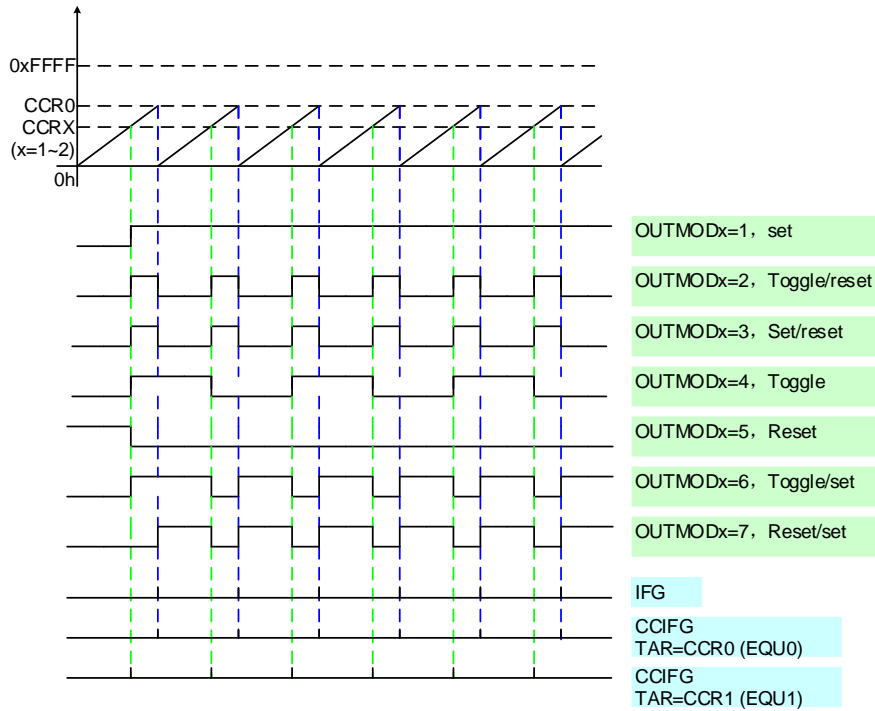 0xFFFF
CCR0
CCRX
(x=1~2)
0h
OUTMODx=1，set
OUTMODx=2，Toggle/reset
OUTMODx=3，Set/reset
OUTMODx=4，Toggle
OUTMODx=5，Reset
OUTMODx=6，Toggle/set
OUTMODx=7，Reset/set
IFG
CCIFG
TAR=CCR0 (EQU0)
CCIFG
TAR=CCR1 (EQU1)